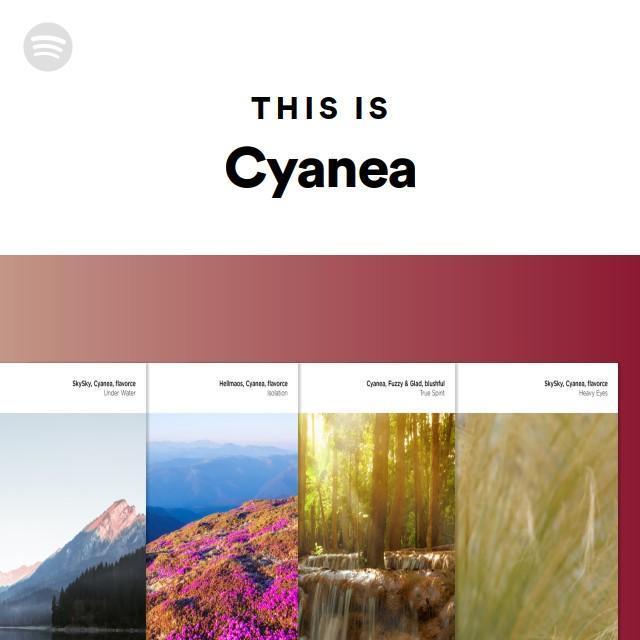 THIS IS
Cyanea
SkySky, Cyanea, flavorce
Under Water
Hellmaos, Cyanea, flavorce
Isolation
Cyanea, Fuzzy & Glad, blushful
True Spirit
SkySky, Cyanea, flavorce
Heavy Eyes